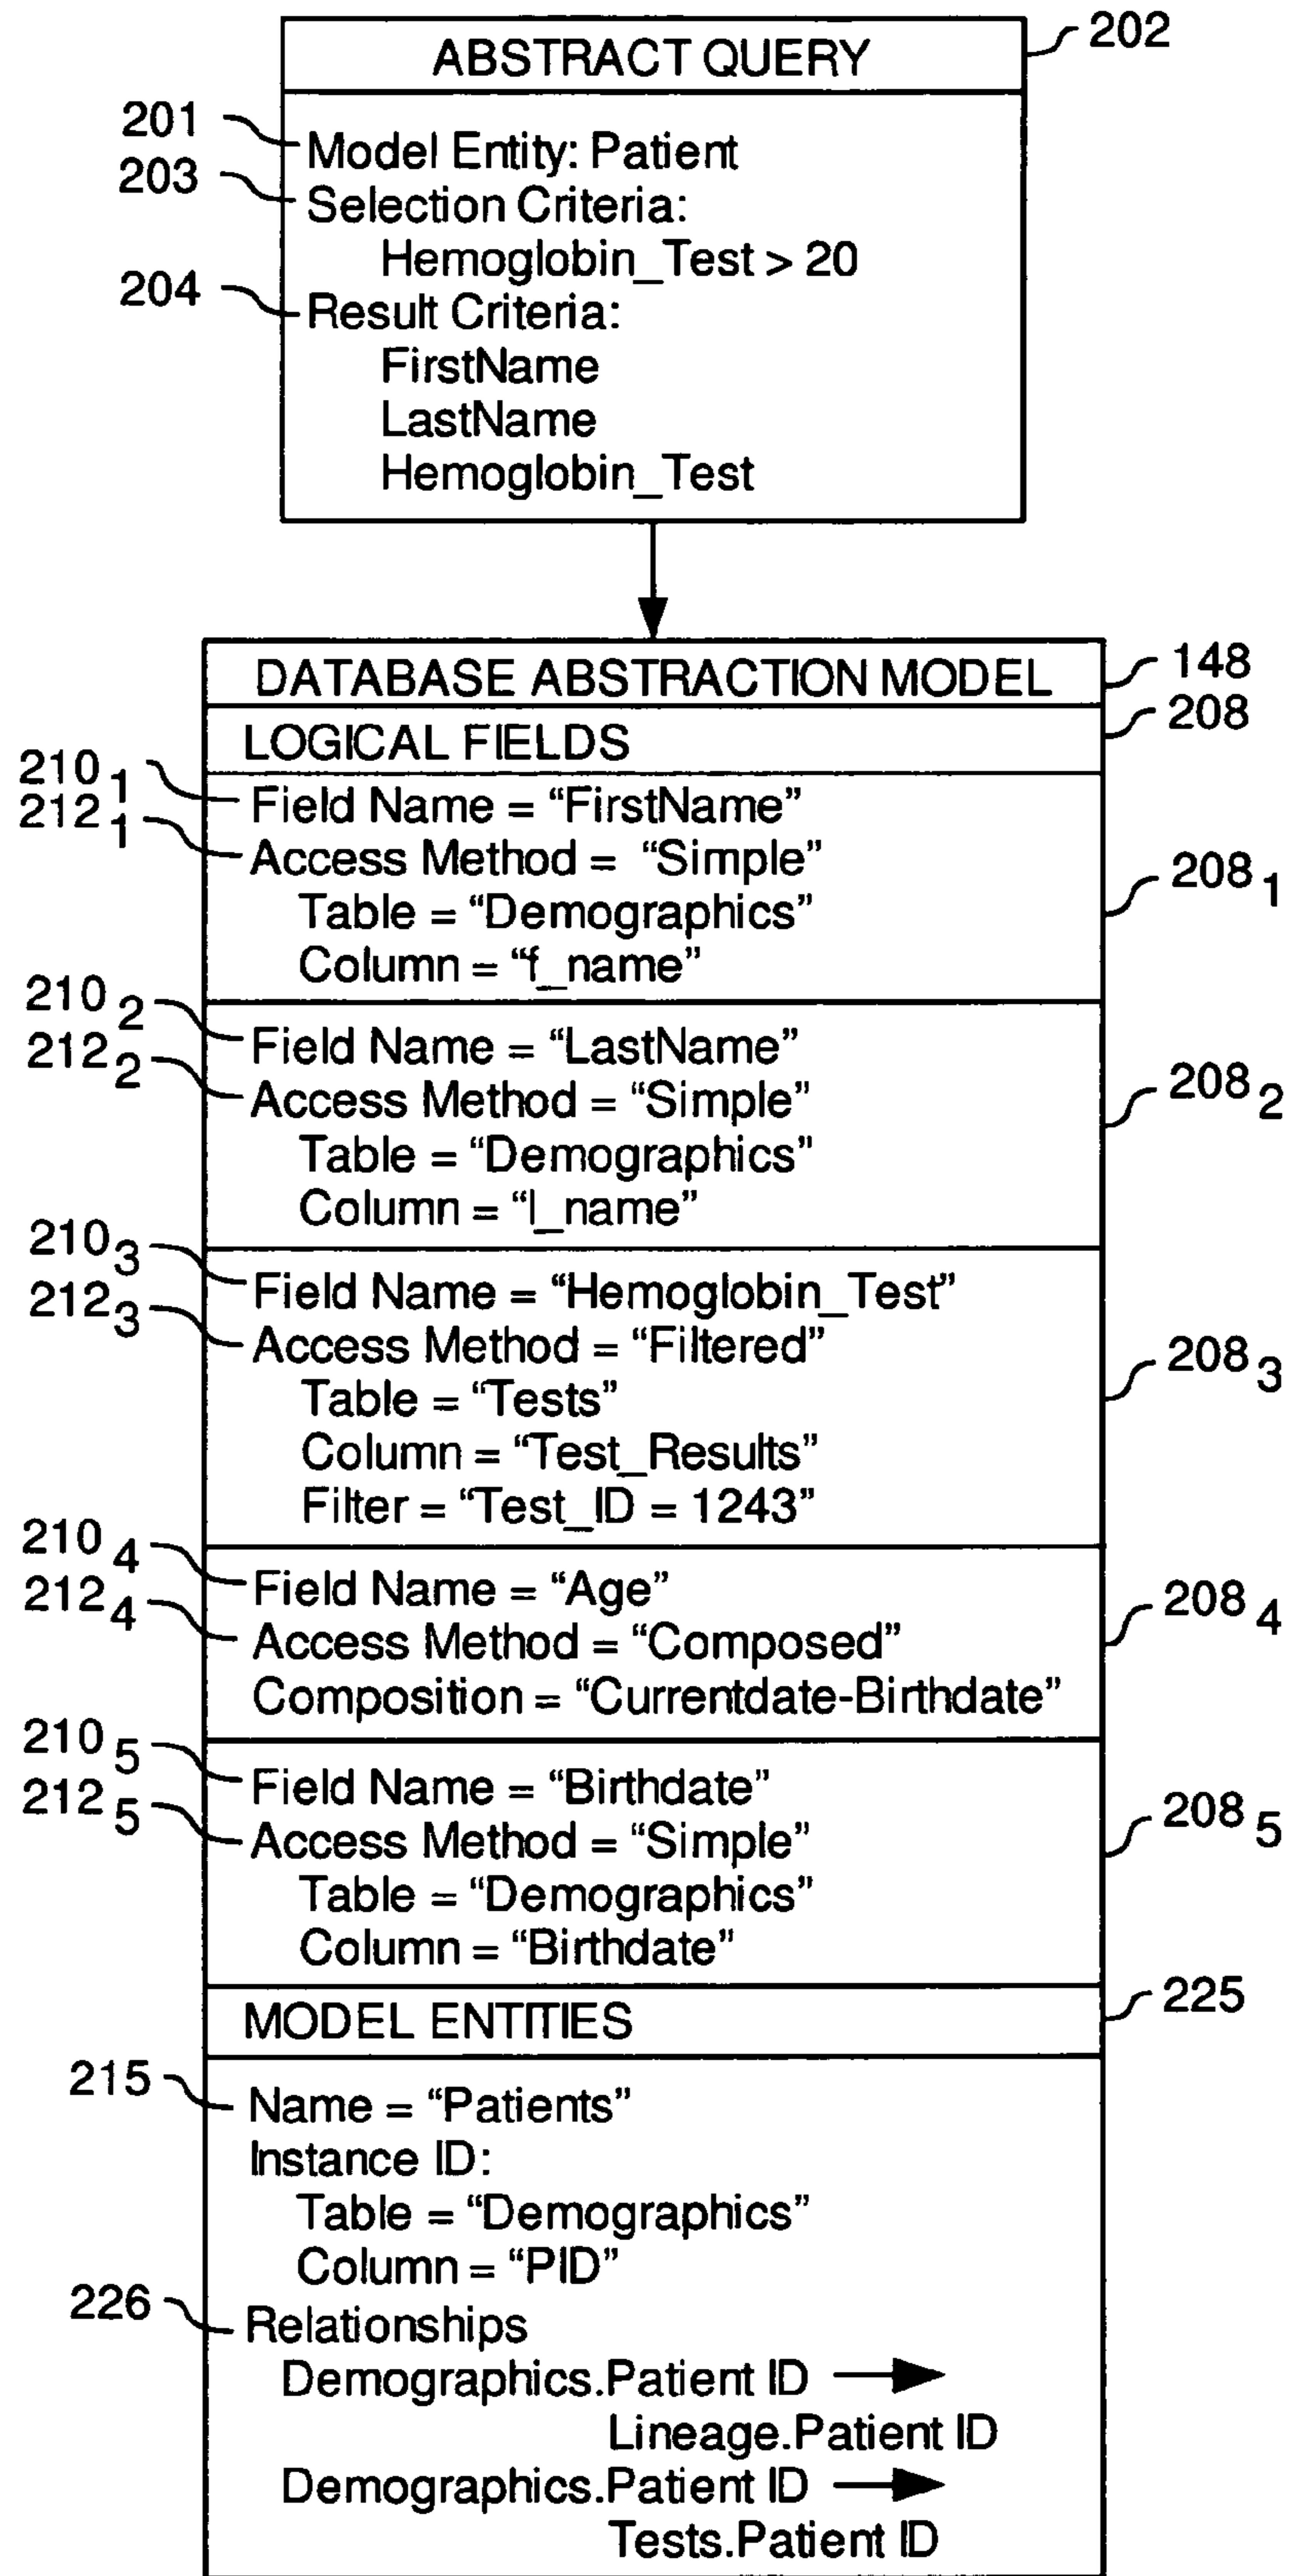 ABSTRACT QUERY
202
201
Model Entity: Patient
203
Selection Criteria:
Hemoglobin_Test > 20
204
Result Criteria:
FirstName
LastName
Hemoglobin_Test
DATABASE ABSTRACTION MODEL
148
LOGICAL FIELDS
208
210 1
Field Name = “FirstName”
212 1
Access Method = “Simple”
Table = “Demographics”
208 1
Column = “f_name”
210 2
Field Name = “LastName”
212 2
Access Method = “Simple”
208 2
Table = “Demographics”
Column = “l_name”
210 3
Field Name = “Hemoglobin_Test”
212 3
Access Method = “Filtered”
208 3
Table = “Tests”
Column = “Test_Results”
Filter = “Test_ID = 1243”
210 4
Field Name = “Age”
212 4
208 4
Access Method = “Composed”
Composition = “Currentdate-Birthdate”
210 5
Field Name = “Birthdate”
212 5
208 5
Access Method = “Simple”
Table = “Demographics”
Column = “Birthdate”
MODEL ENTITIES
225
215
Name = “Patients”
Instance ID:
Table = “Demographics”
Column = “PID”
226
Relationships
Demographics.Patient ID
Lineage.Patient ID
Demographics.Patient ID
Tests.Patient ID